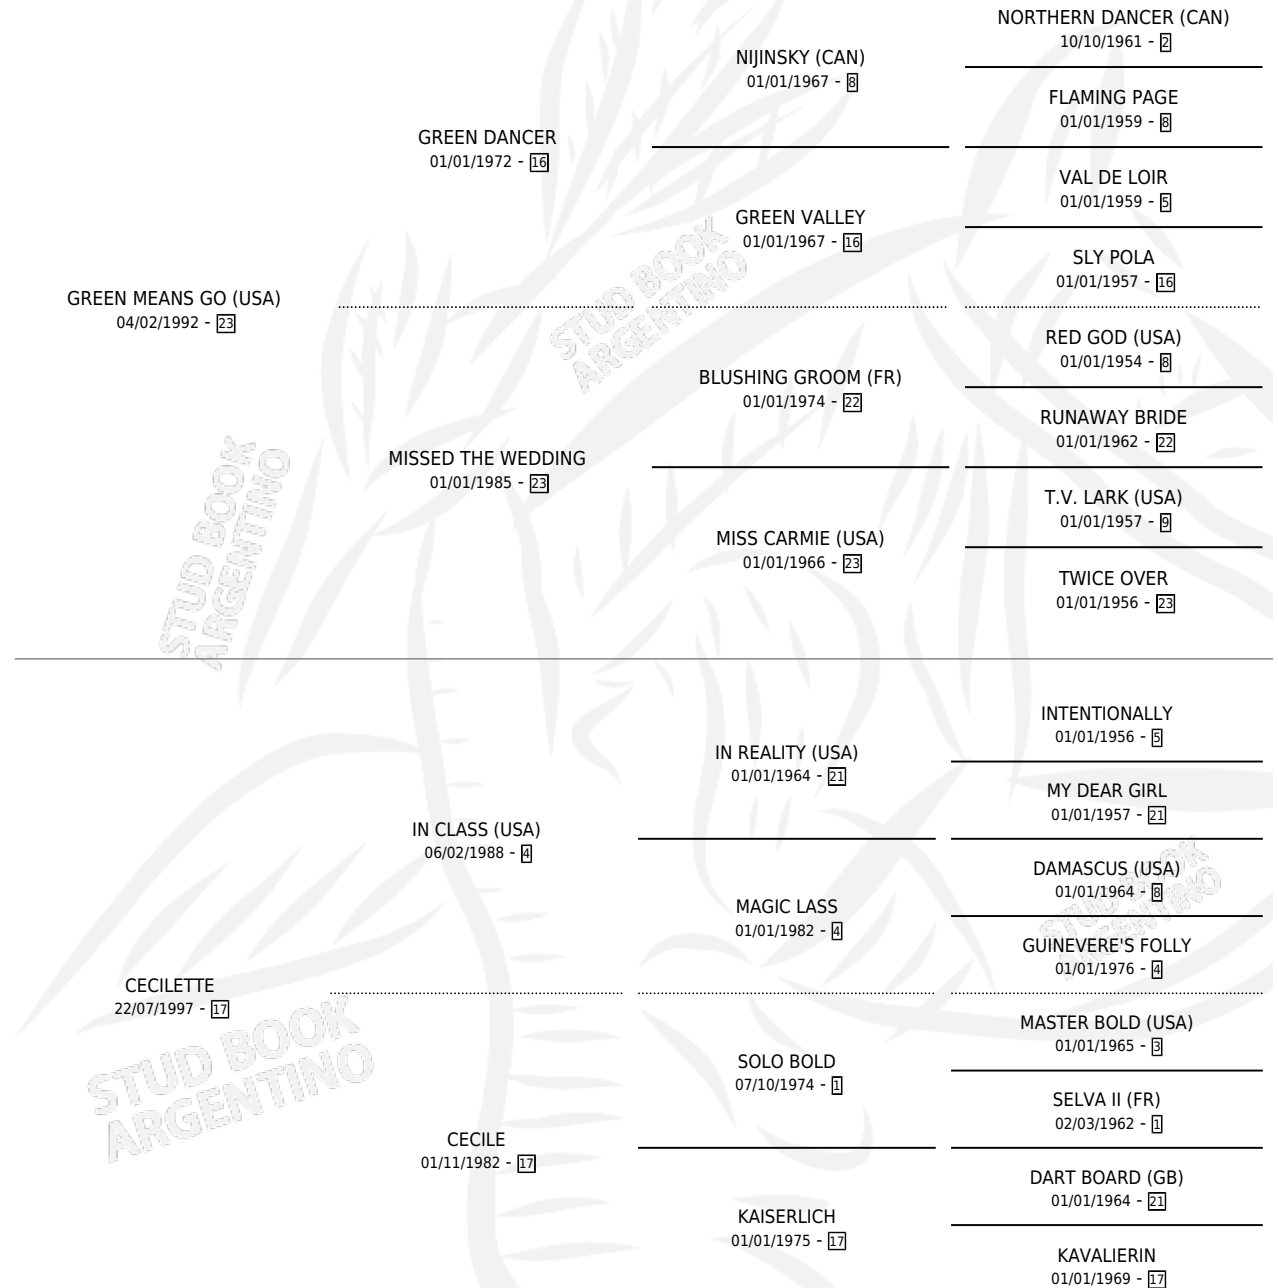 NORTHERN DANCER (CAN)
10/10/1961 - 2
NIJINSKY (CAN)
01/01/1967 - 8
FLAMING PAGE
01/01/1959 - 8
GREEN DANCER
01/01/1972 - 16
VAL DE LOIR
01/01/1959 - 5
GREEN VALLEY
01/01/1967 - 16
SLY POLA
01/01/1957 - 16
GREEN MEANS GO (USA)
04/02/1992 - 23
RED GOD (USA)
01/01/1954 - 8
BLUSHING GROOM (FR)
01/01/1974 - 22
RUNAWAY BRIDE
01/01/1962 - 22
MISSED THE WEDDING
01/01/1985 - 23
T.V. LARK (USA)
01/01/1957 - 9
MISS CARMIE (USA)
01/01/1966 - 23
TWICE OVER
01/01/1956 - 23
STUD BOOK
ARGENTINO
STUD BOOK
ARGENTINO
INTENTIONALLY
01/01/1956 - 5
IN REALITY (USA)
01/01/1964 - 21
MY DEAR GIRL
01/01/1957 - 21
IN CLASS (USA)
06/02/1988 - 4
DAMASCUS (USA)
01/01/1964 - 8
MAGIC LASS
01/01/1982 - 4
GUINEVERE'S FOLLY
01/01/1976 - 4
CECILETTE
22/07/1997 - 17
MASTER BOLD (USA)
01/01/1965 - 3
SOLO BOLD
07/10/1974 - 1
SELVA II (FR)
02/03/1962 - 1
CECILE
01/11/1982 - 17
DART BOARD (GB)
01/01/1964 - 21
KAISERLICH
01/01/1975 - 17
KAVALIERIN
01/01/1969 - 17
STUD BOOK
ARGENTINO
STUD BOOK
ARGENTINO